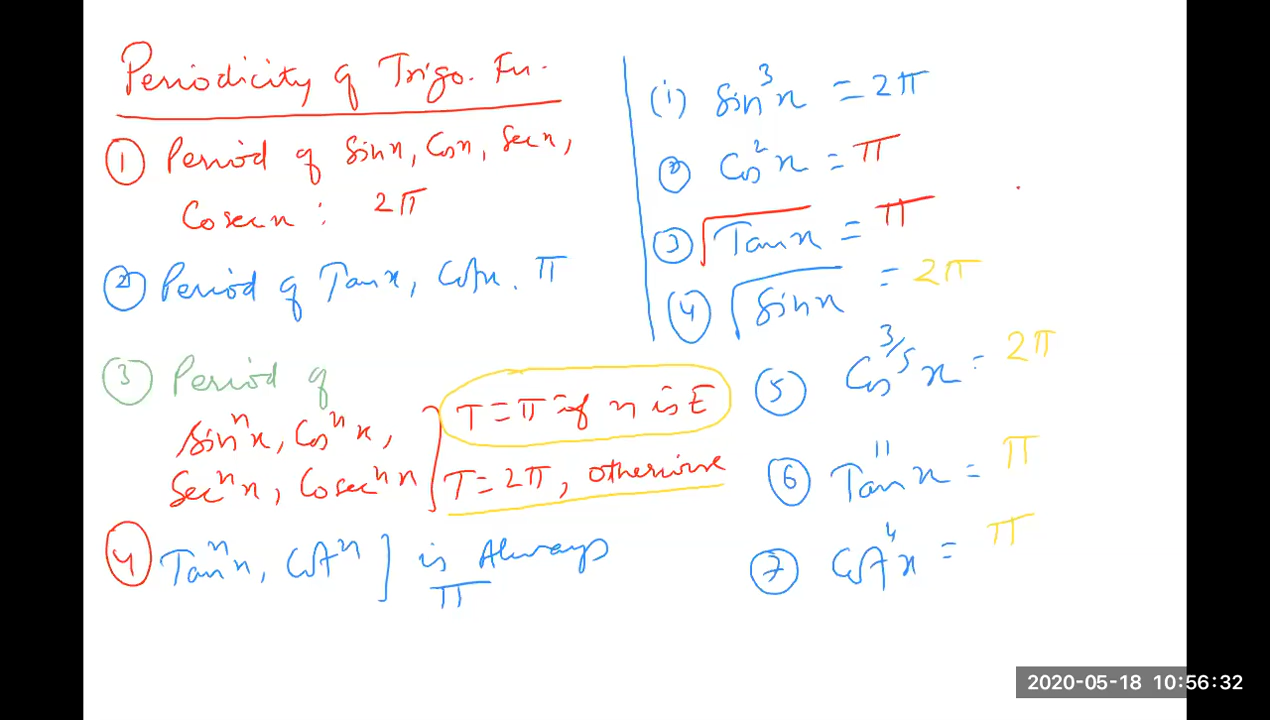 Periodicity of Trigo. Fn.
① Period of Sinx, Cosx, Secx,
Cosecx : 2π
② Period of Tanx, Cotx. π
③ Period of
Sinⁿx, Cosⁿx,
Secⁿx, Cosecⁿx
T = π if n is E
T = 2π, otherwise
④ Tanⁿx, Cotⁿ ] is Always
π
(i) Sin³x = 2π
② Cos²x = π
③ √Tanx = π
④ √Sinx = 2π
⑤ Cos^3/5 x = 2π
⑥ Tan¹¹x = π
⑦ Cot⁴x = π
2020-05-18 10:56:32